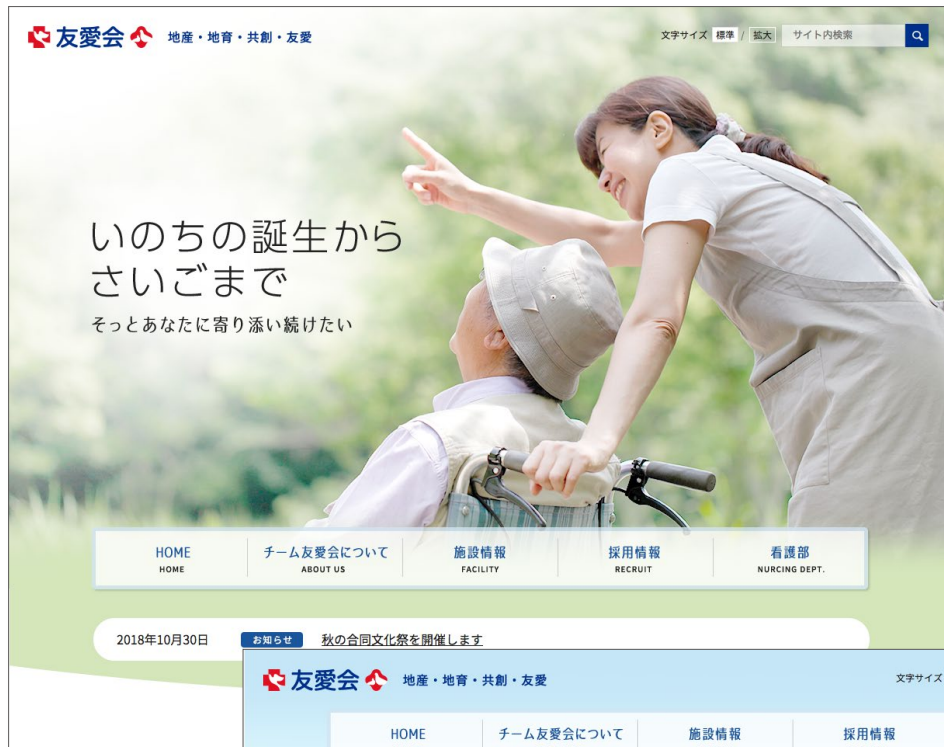 友愛会 地産・地育・共創・友愛 文字サイズ 標準 / 拡大 サイト内検索
いのちの誕生から
さいごまで
そっとあなたに寄り添い続けたい
HOME チーム友愛会について 施設情報 採用情報 看護部
HOME ABOUT US FACILITY RECRUIT NURCING DEPT.
2018年10月30日 お知らせ 秋の合同文化祭を開催します
友愛会 地産・地育・共創・友愛 文字サイズ
HOME チーム友愛会について 施設情報 採用情報